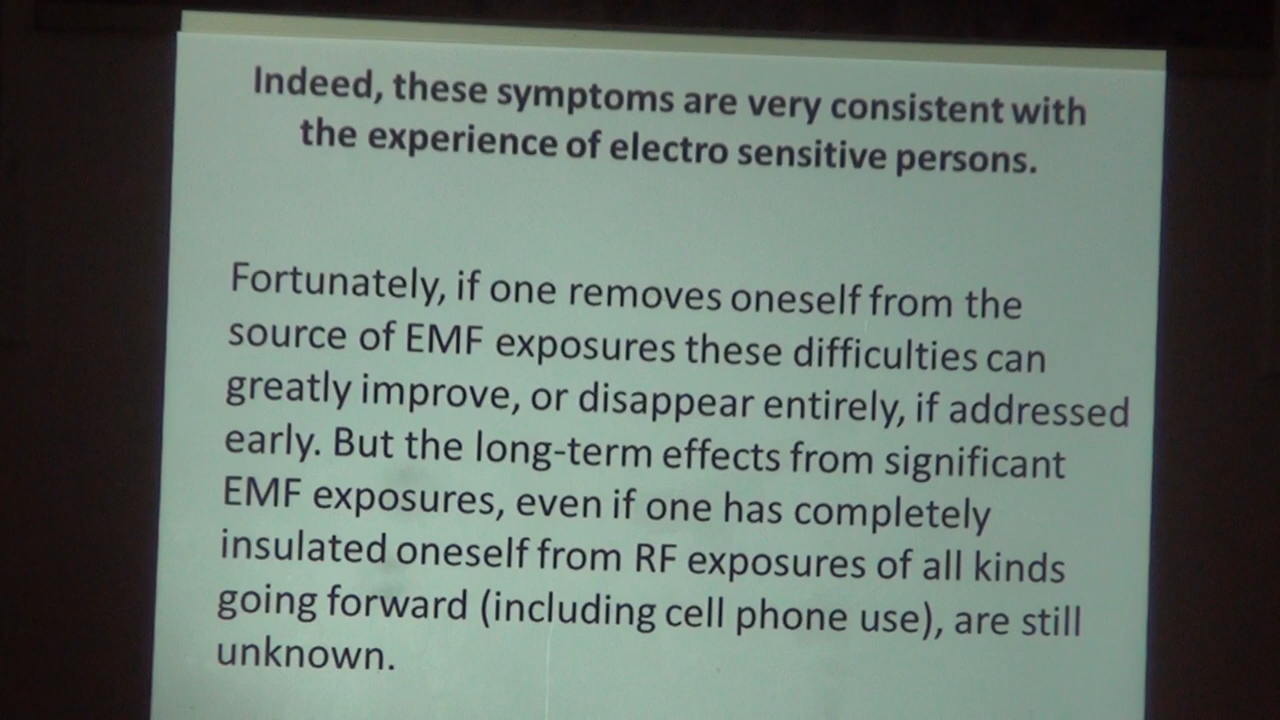 Indeed, these symptoms are very consistent with
the experience of electro sensitive persons.
Fortunately, if one removes oneself from the
source of EMF exposures these difficulties can
greatly improve, or disappear entirely, if addressed
early. But the long-term effects from significant
EMF exposures, even if one has completely
insulated oneself from RF exposures of all kinds
going forward (including cell phone use), are still
unknown.